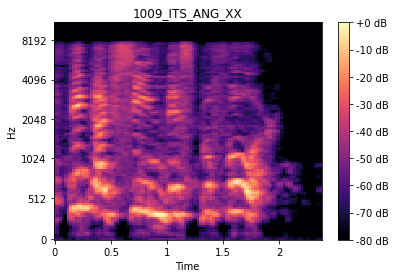 1009_ITS_ANG_XX
+0 dB
8192
-10 dB
4096
-20 dB
-30 dB
Hz
2048
-40 dB
1024
-50 dB
-60 dB
512
-70 dB
0
-80 dB
0
0.5
1
1.5
2
Time